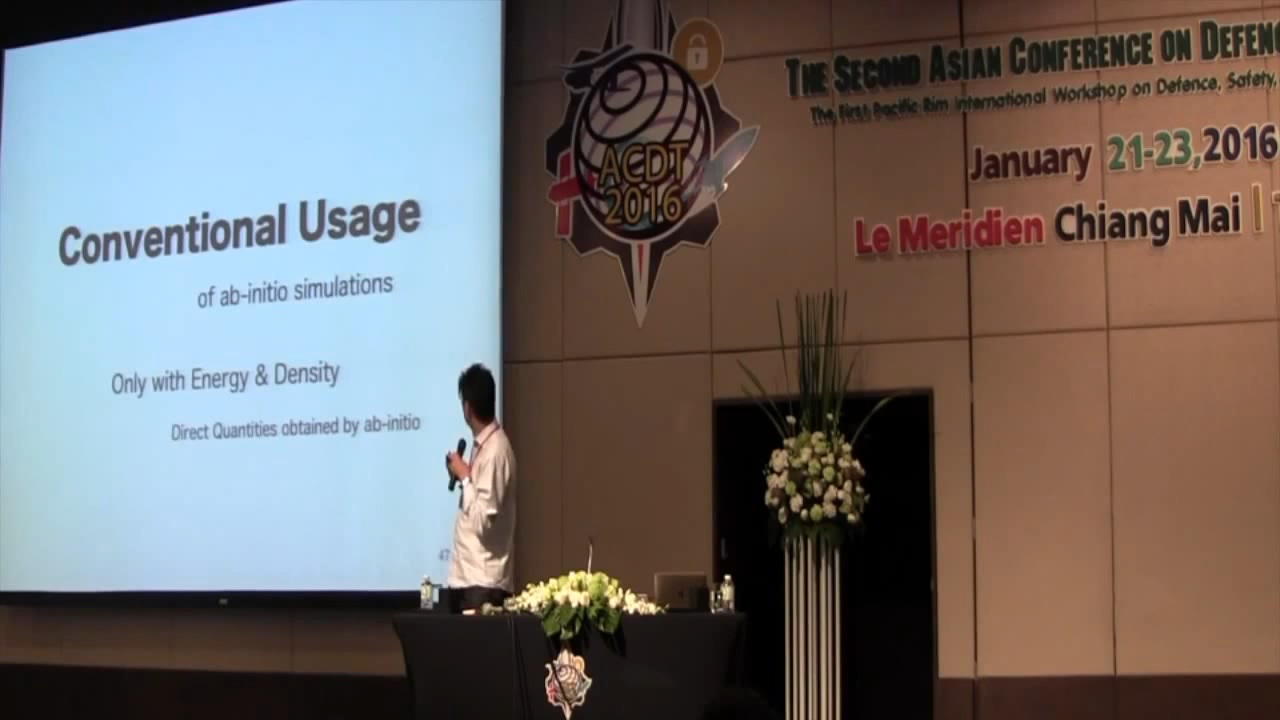 Conventional Usage
of ab-initio simulations
Only with Energy & Density
Direct Quantities obtained by ab-initio
47
ACDT
2016
THE SECOND ASIAN CONFERENCE ON DEFEN
The First Pacific Rim International Workshop on Defence, Safety,
January 21-23,2016
Le Meridien Chiang Mai |